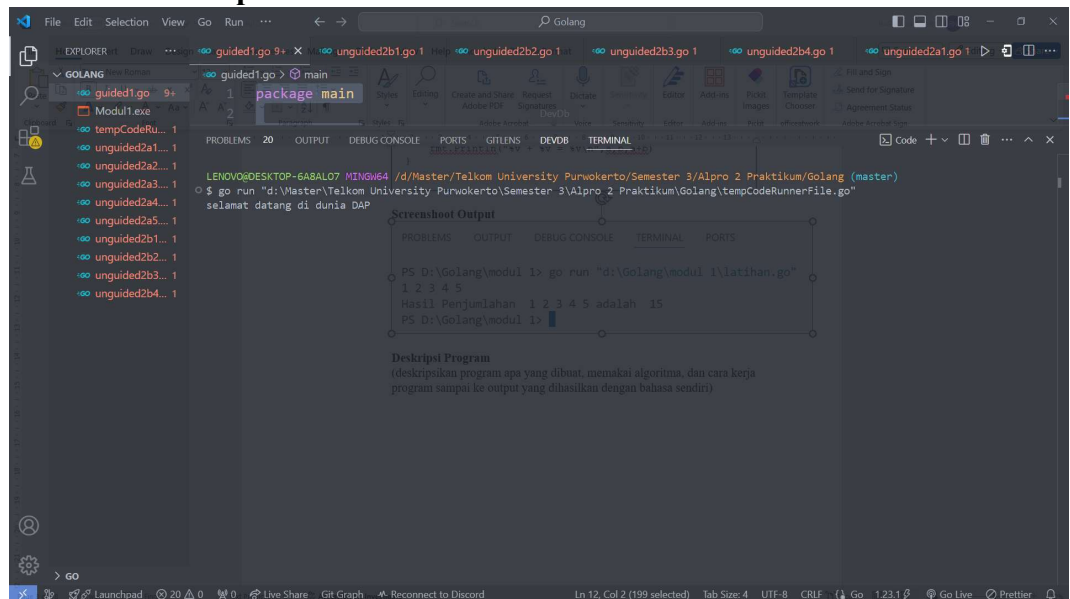 File Edit Selection View Go Run ··· Golang
EXPLORER ··· guided1.go 9+ unguided2b1.go 1 unguided2b2.go 1 unguided2b3.go 1 unguided2b4.go 1 unguided2a1.go 1
GOLANG
guided1.go > main
guided1.go 9+
Modul1.exe
tempCodeRu... 1
unguided2a1.... 1
unguided2a2.... 1
unguided2a3... 1
unguided2a4.... 1
unguided2a5.... 1
unguided2b1... 1
unguided2b2... 1
unguided2b3... 1
unguided2b4... 1
1 package main
2
PROBLEMS 20 OUTPUT DEBUG CONSOLE PORTS GITLENS DEVDB TERMINAL Code
LENOVO@DESKTOP-6A8ALO7 MINGW64 /d/Master/Telkom University Purwokerto/Semester 3/Alpro 2 Praktikum/Golang (master)
$ go run "d:\Master\Telkom University Purwokerto\Semester 3\Alpro 2 Praktikum\Golang\tempCodeRunnerFile.go"
selamat datang di dunia DAP
Screenshoot Output
PROBLEMS OUTPUT DEBUG CONSOLE TERMINAL PORTS
PS D:\Golang\modul 1> go run "d:\Golang\modul 1\latihan.go"
1 2 3 4 5
Hasil Penjumlahan 1 2 3 4 5 adalah 15
PS D:\Golang\modul 1>
Deskripsi Program
(deskripsikan program apa yang dibuat, memakai algoritma, dan cara kerja
program sampai ke output yang dihasilkan dengan bahasa sendiri)
GO
Launchpad 20 0 0 Live Share Git Graph Reconnect to Discord Ln 12, Col 2 (199 selected) Tab Size: 4 UTF-8 CRLF Go 1.23.1 Go Live Prettier